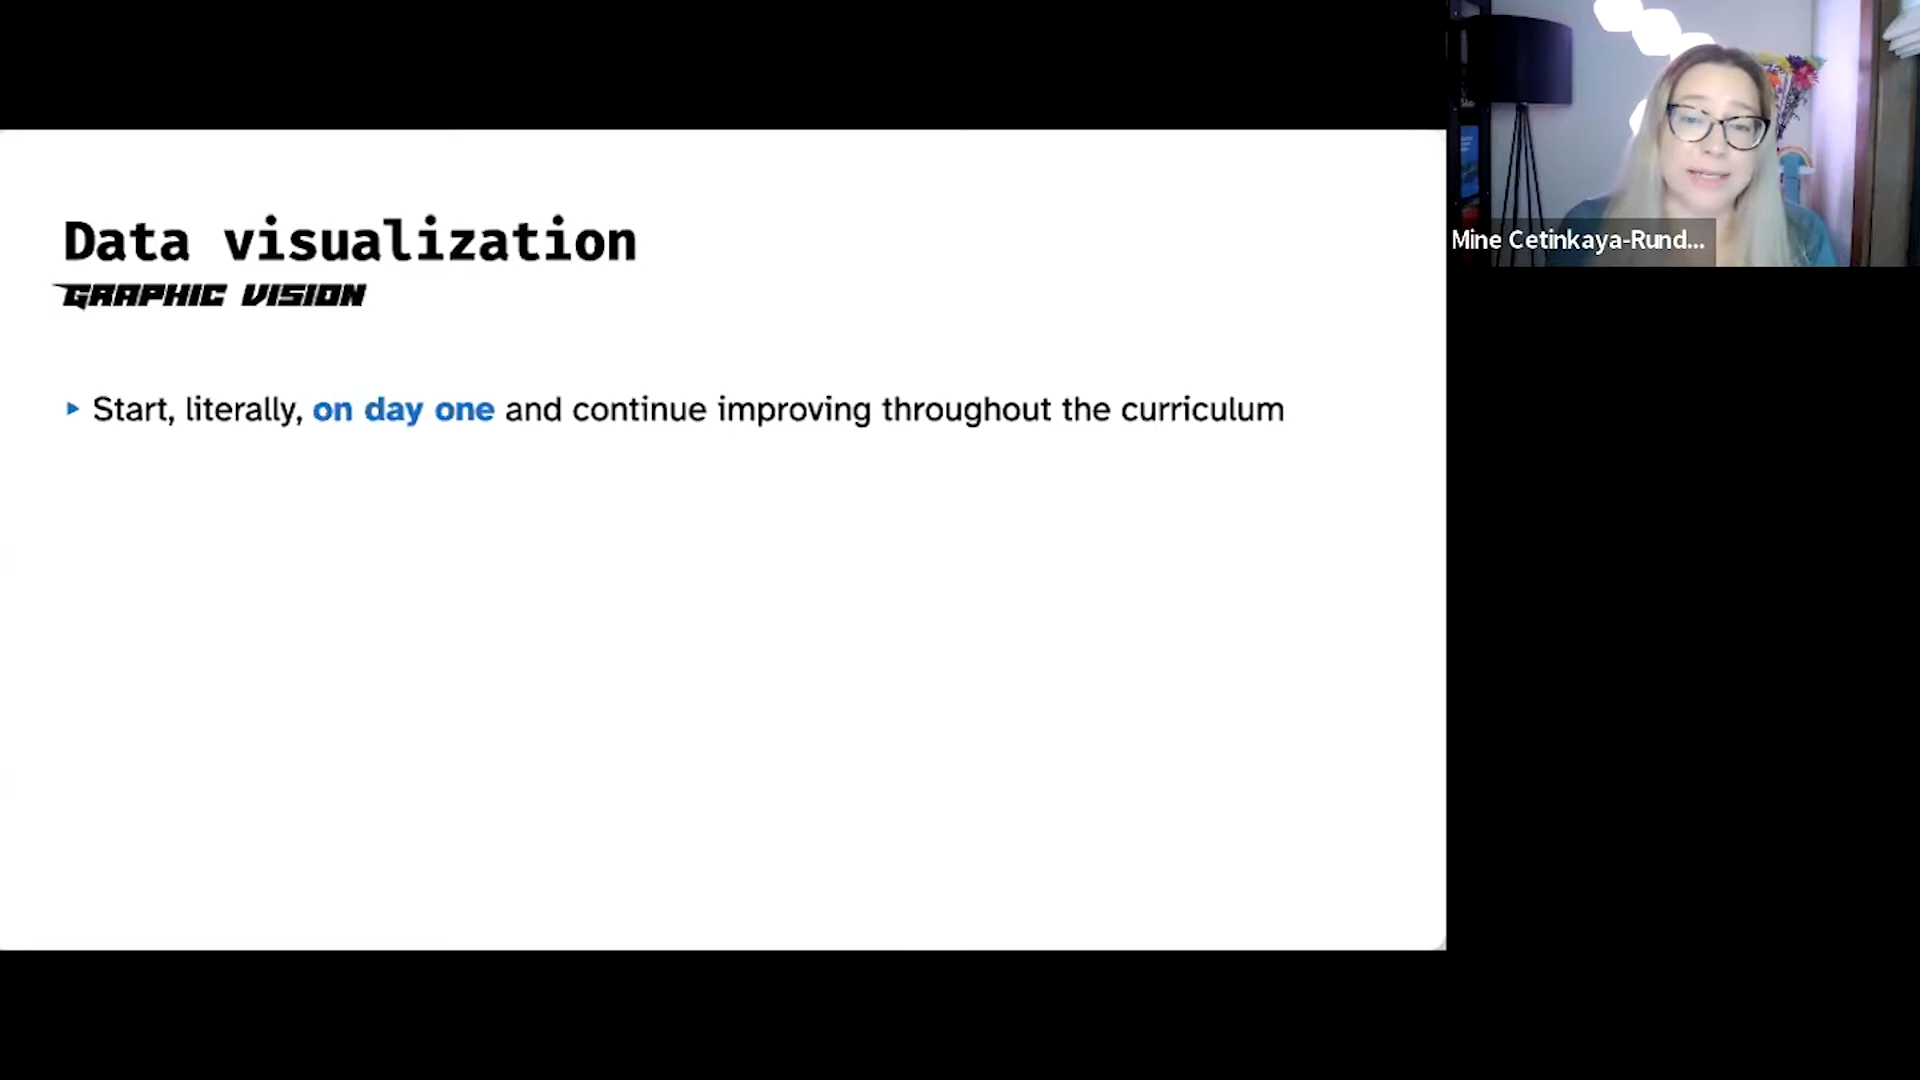 Data visualization
GRAPHIC VISION
Start, literally, on day one and continue improving throughout the curriculum
Mine Cetinkaya-Rund...